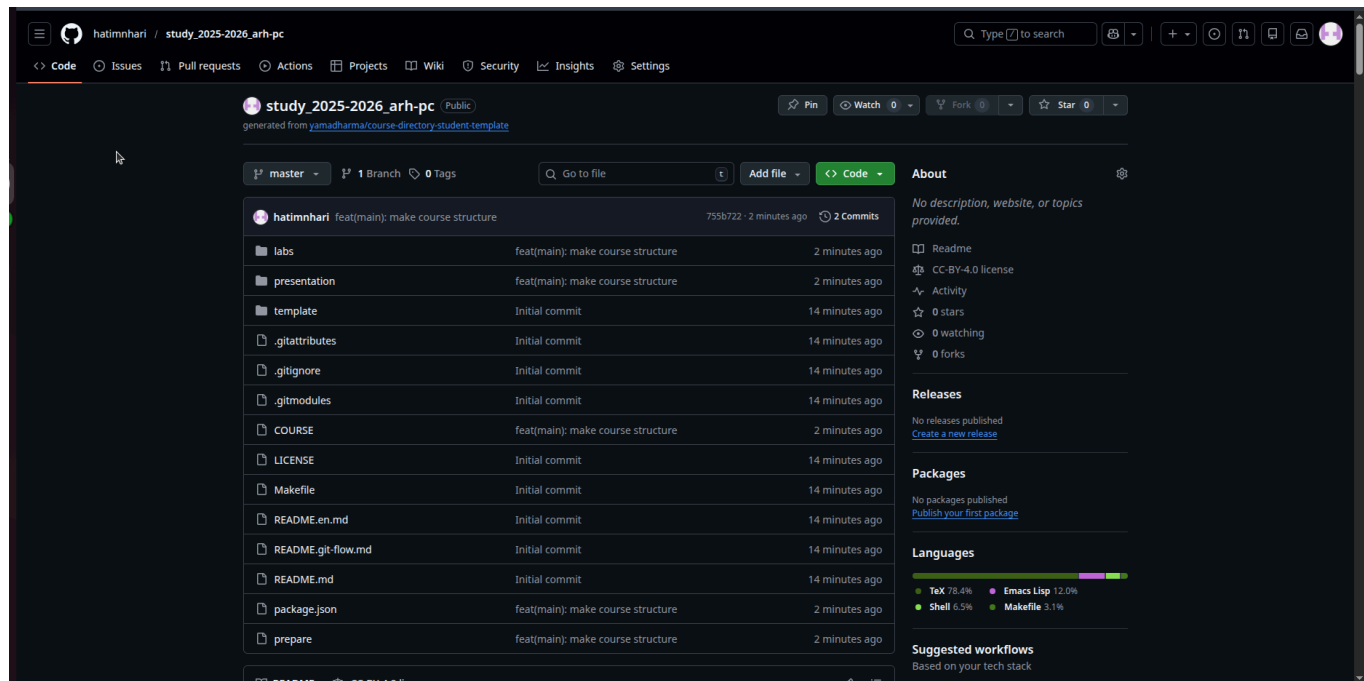 hatimnhari / study_2025-2026_arh-pc
Type / to search
Code Issues Pull requests Actions Projects Wiki Security Insights Settings
study_2025-2026_arh-pc Public
Pin Watch 0 Fork 0 Star 0
generated from yamadharma/course-directory-student-template
master 1 Branch 0 Tags Go to file t Add file <> Code
About
No description, website, or topics
provided.
hatimnhari feat(main): make course structure 755b722 · 2 minutes ago 2 Commits
labs feat(main): make course structure 2 minutes ago
presentation feat(main): make course structure 2 minutes ago
template Initial commit 14 minutes ago
.gitattributes Initial commit 14 minutes ago
.gitignore Initial commit 14 minutes ago
.gitmodules Initial commit 14 minutes ago
COURSE feat(main): make course structure 2 minutes ago
LICENSE Initial commit 14 minutes ago
Makefile Initial commit 14 minutes ago
README.en.md Initial commit 14 minutes ago
README.git-flow.md Initial commit 14 minutes ago
README.md Initial commit 14 minutes ago
package.json feat(main): make course structure 2 minutes ago
prepare feat(main): make course structure 2 minutes ago
Readme
CC-BY-4.0 license
Activity
0 stars
0 watching
0 forks
Releases
No releases published
Create a new release
Packages
No packages published
Publish your first package
Languages
TeX 78.4% Emacs Lisp 12.0%
Shell 6.5% Makefile 3.1%
Suggested workflows
Based on your tech stack